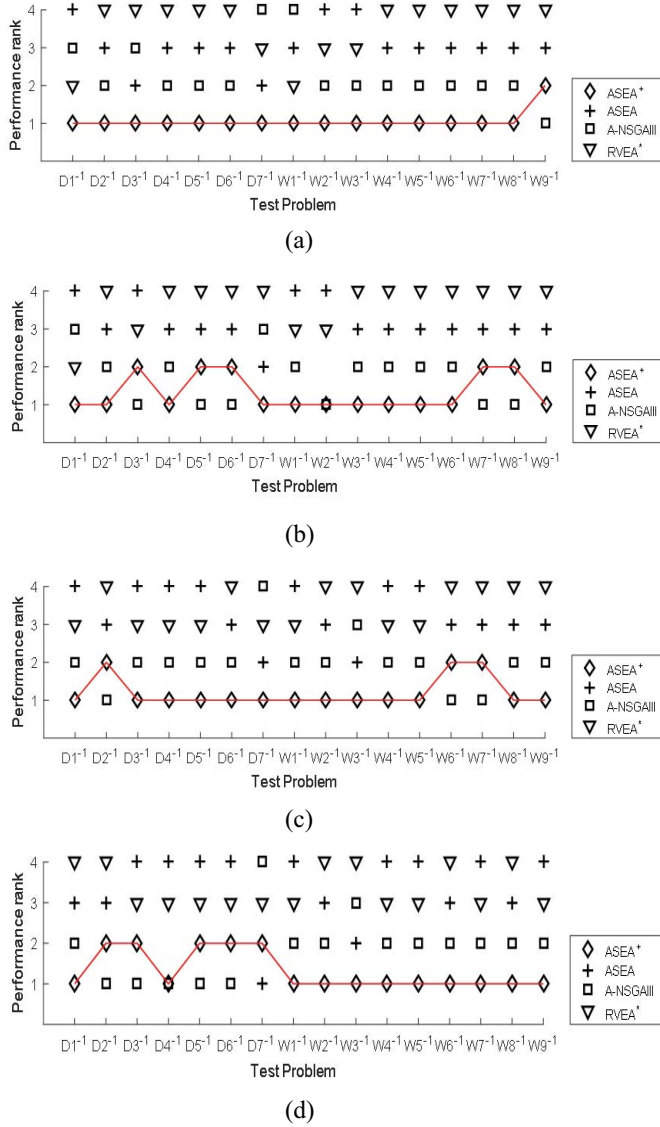 4
3
2
1
Performance rank
D1⁻¹ D2⁻¹ D3⁻¹ D4⁻¹ D5⁻¹ D6⁻¹ D7⁻¹ W1⁻¹ W2⁻¹ W3⁻¹ W4⁻¹ W5⁻¹ W6⁻¹ W7⁻¹ W8⁻¹ W9⁻¹
Test Problem
ASEA⁺
ASEA
A-NSGAIII
RVEA*
(a)
4
3
2
1
Performance rank
D1⁻¹ D2⁻¹ D3⁻¹ D4⁻¹ D5⁻¹ D6⁻¹ D7⁻¹ W1⁻¹ W2⁻¹ W3⁻¹ W4⁻¹ W5⁻¹ W6⁻¹ W7⁻¹ W8⁻¹ W9⁻¹
Test Problem
ASEA⁺
ASEA
A-NSGAIII
RVEA*
(b)
4
3
2
1
Performance rank
D1⁻¹ D2⁻¹ D3⁻¹ D4⁻¹ D5⁻¹ D6⁻¹ D7⁻¹ W1⁻¹ W2⁻¹ W3⁻¹ W4⁻¹ W5⁻¹ W6⁻¹ W7⁻¹ W8⁻¹ W9⁻¹
Test Problem
ASEA⁺
ASEA
A-NSGAIII
RVEA*
(c)
4
3
2
1
Performance rank
D1⁻¹ D2⁻¹ D3⁻¹ D4⁻¹ D5⁻¹ D6⁻¹ D7⁻¹ W1⁻¹ W2⁻¹ W3⁻¹ W4⁻¹ W5⁻¹ W6⁻¹ W7⁻¹ W8⁻¹ W9⁻¹
Test Problem
ASEA⁺
ASEA
A-NSGAIII
RVEA*
(d)